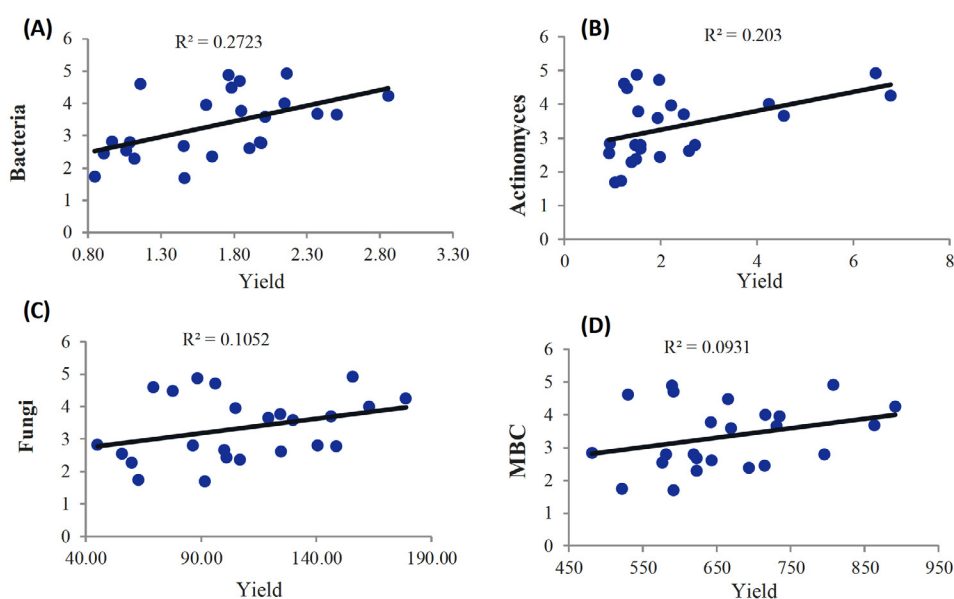 (A)
R² = 0.2723
Bacteria
6
5
4
3
2
1
0
0.80 1.30 1.80 2.30 2.80 3.30
Yield
(B)
R² = 0.203
Actinomyces
6
5
4
3
2
1
0
0 2 4 6 8
Yield
(C)
R² = 0.1052
Fungi
6
5
4
3
2
1
0
40.00 90.00 140.00 190.00
Yield
(D)
R² = 0.0931
MBC
6
5
4
3
2
1
0
450 550 650 750 850 950
Yield